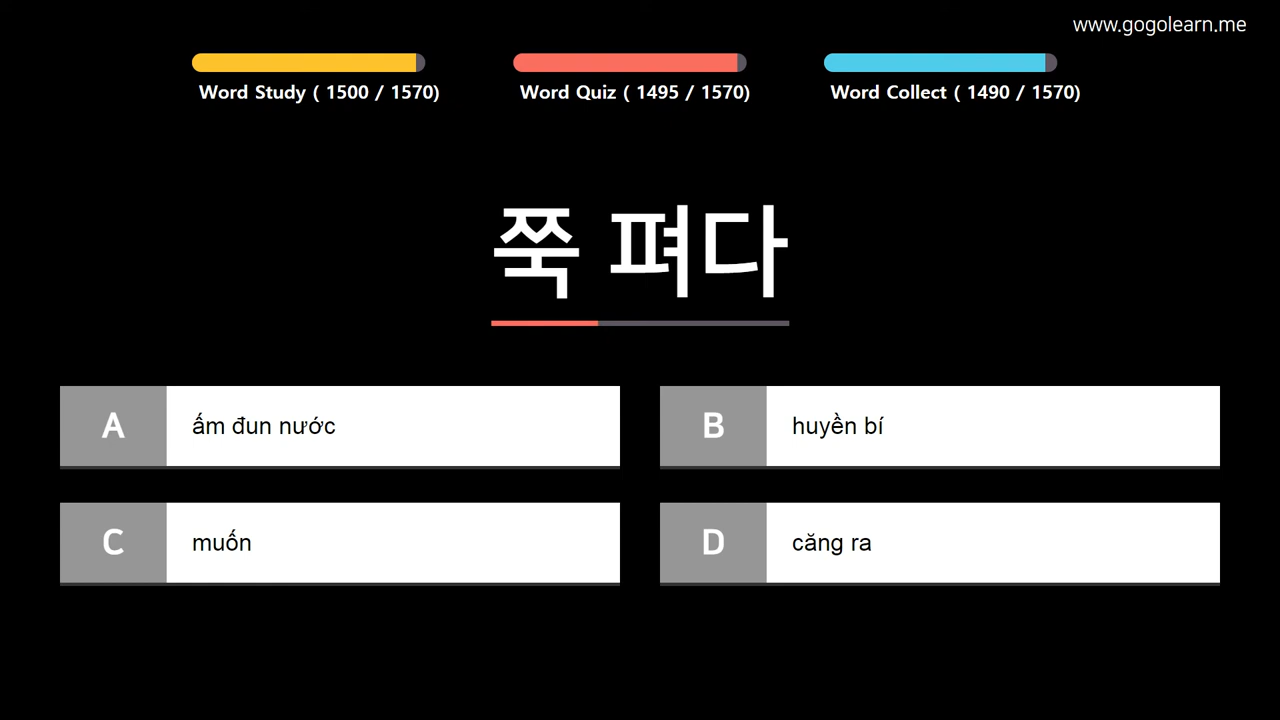 www.gogolearn.me
Word Study ( 1500 / 1570)
Word Quiz ( 1495 / 1570)
Word Collect ( 1490 / 1570)
쭉 펴다
A ấm đun nước
B huyền bí
C muốn
D căng ra